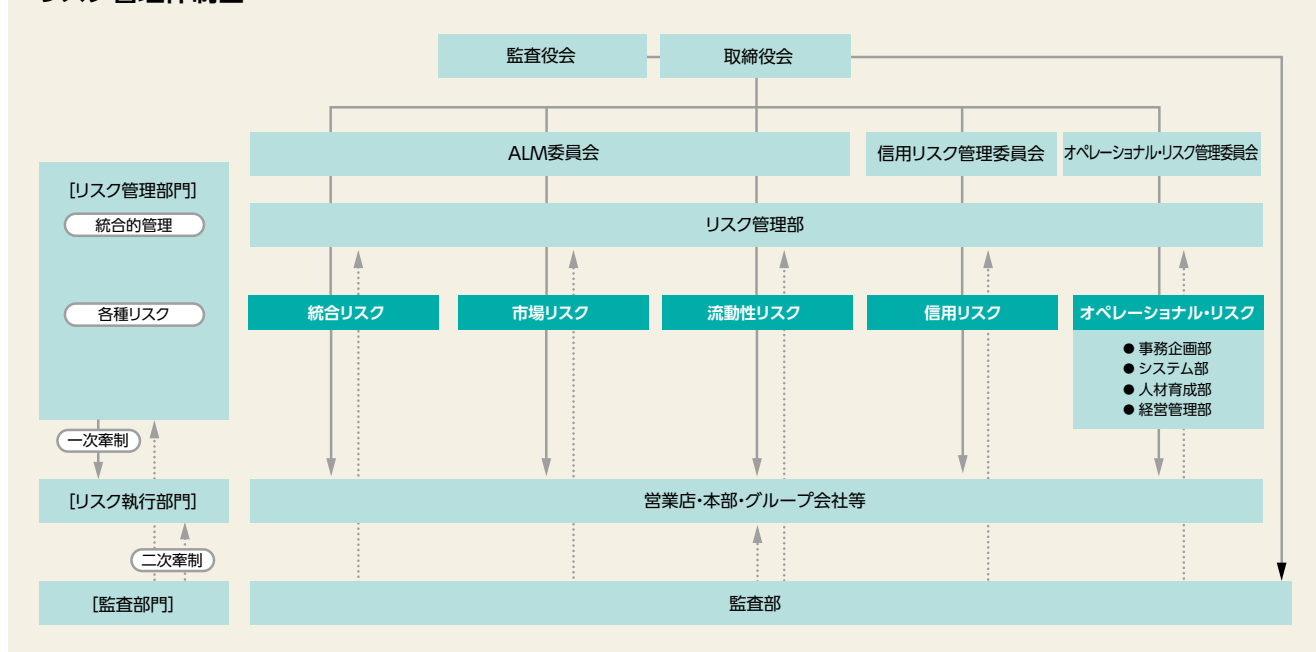 監査役会
取締役会
ALM委員会
信用リスク管理委員会
オペレーショナル・リスク管理委員会
[リスク管理部門]
統合的管理
リスク管理部
各種リスク
統合リスク
市場リスク
流動性リスク
信用リスク
オペレーショナル・リスク
● 事務企画部
● システム部
● 人材育成部
● 経営管理部
一次牽制
[リスク執行部門]
営業店・本部・グループ会社等
二次牽制
[監査部門]
監査部